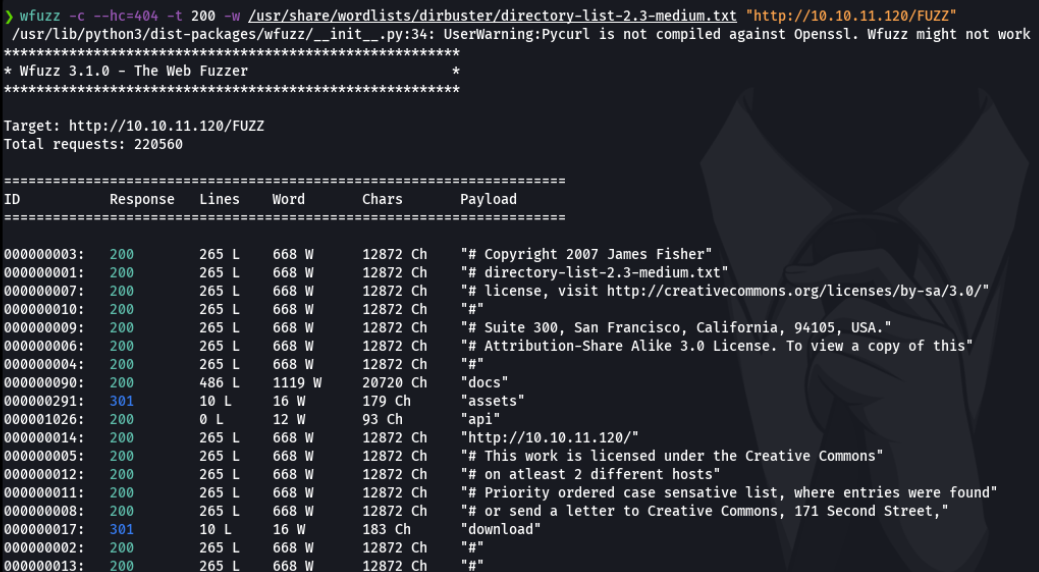 ❯ wfuzz -c --hc=404 -t 200 -w /usr/share/wordlists/dirbuster/directory-list-2.3-medium.txt "http://10.10.11.120/FUZZ"
/usr/lib/python3/dist-packages/wfuzz/__init__.py:34: UserWarning:Pycurl is not compiled against Openssl. Wfuzz might not work
********************************************************
* Wfuzz 3.1.0 - The Web Fuzzer                         *
********************************************************
Target: http://10.10.11.120/FUZZ
Total requests: 220560
=====================================================================
ID           Response   Lines    Word       Chars       Payload
=====================================================================
000000003:   200        265 L    668 W      12872 Ch    "# Copyright 2007 James Fisher"
000000001:   200        265 L    668 W      12872 Ch    "# directory-list-2.3-medium.txt"
000000007:   200        265 L    668 W      12872 Ch    "# license, visit http://creativecommons.org/licenses/by-sa/3.0/"
000000010:   200        265 L    668 W      12872 Ch    "#"
000000009:   200        265 L    668 W      12872 Ch    "# Suite 300, San Francisco, California, 94105, USA."
000000006:   200        265 L    668 W      12872 Ch    "# Attribution-Share Alike 3.0 License. To view a copy of this"
000000004:   200        265 L    668 W      12872 Ch    "#"
000000090:   200        486 L    1119 W     20720 Ch    "docs"
000000291:   301        10 L     16 W       179 Ch      "assets"
000001026:   200        0 L      12 W       93 Ch       "api"
000000014:   200        265 L    668 W      12872 Ch    "http://10.10.11.120/"
000000005:   200        265 L    668 W      12872 Ch    "# This work is licensed under the Creative Commons"
000000012:   200        265 L    668 W      12872 Ch    "# on atleast 2 different hosts"
000000011:   200        265 L    668 W      12872 Ch    "# Priority ordered case sensative list, where entries were found"
000000008:   200        265 L    668 W      12872 Ch    "# or send a letter to Creative Commons, 171 Second Street,"
000000017:   301        10 L     16 W       183 Ch      "download"
000000002:   200        265 L    668 W      12872 Ch    "#"
000000013:   200        265 L    668 W      12872 Ch    "#"